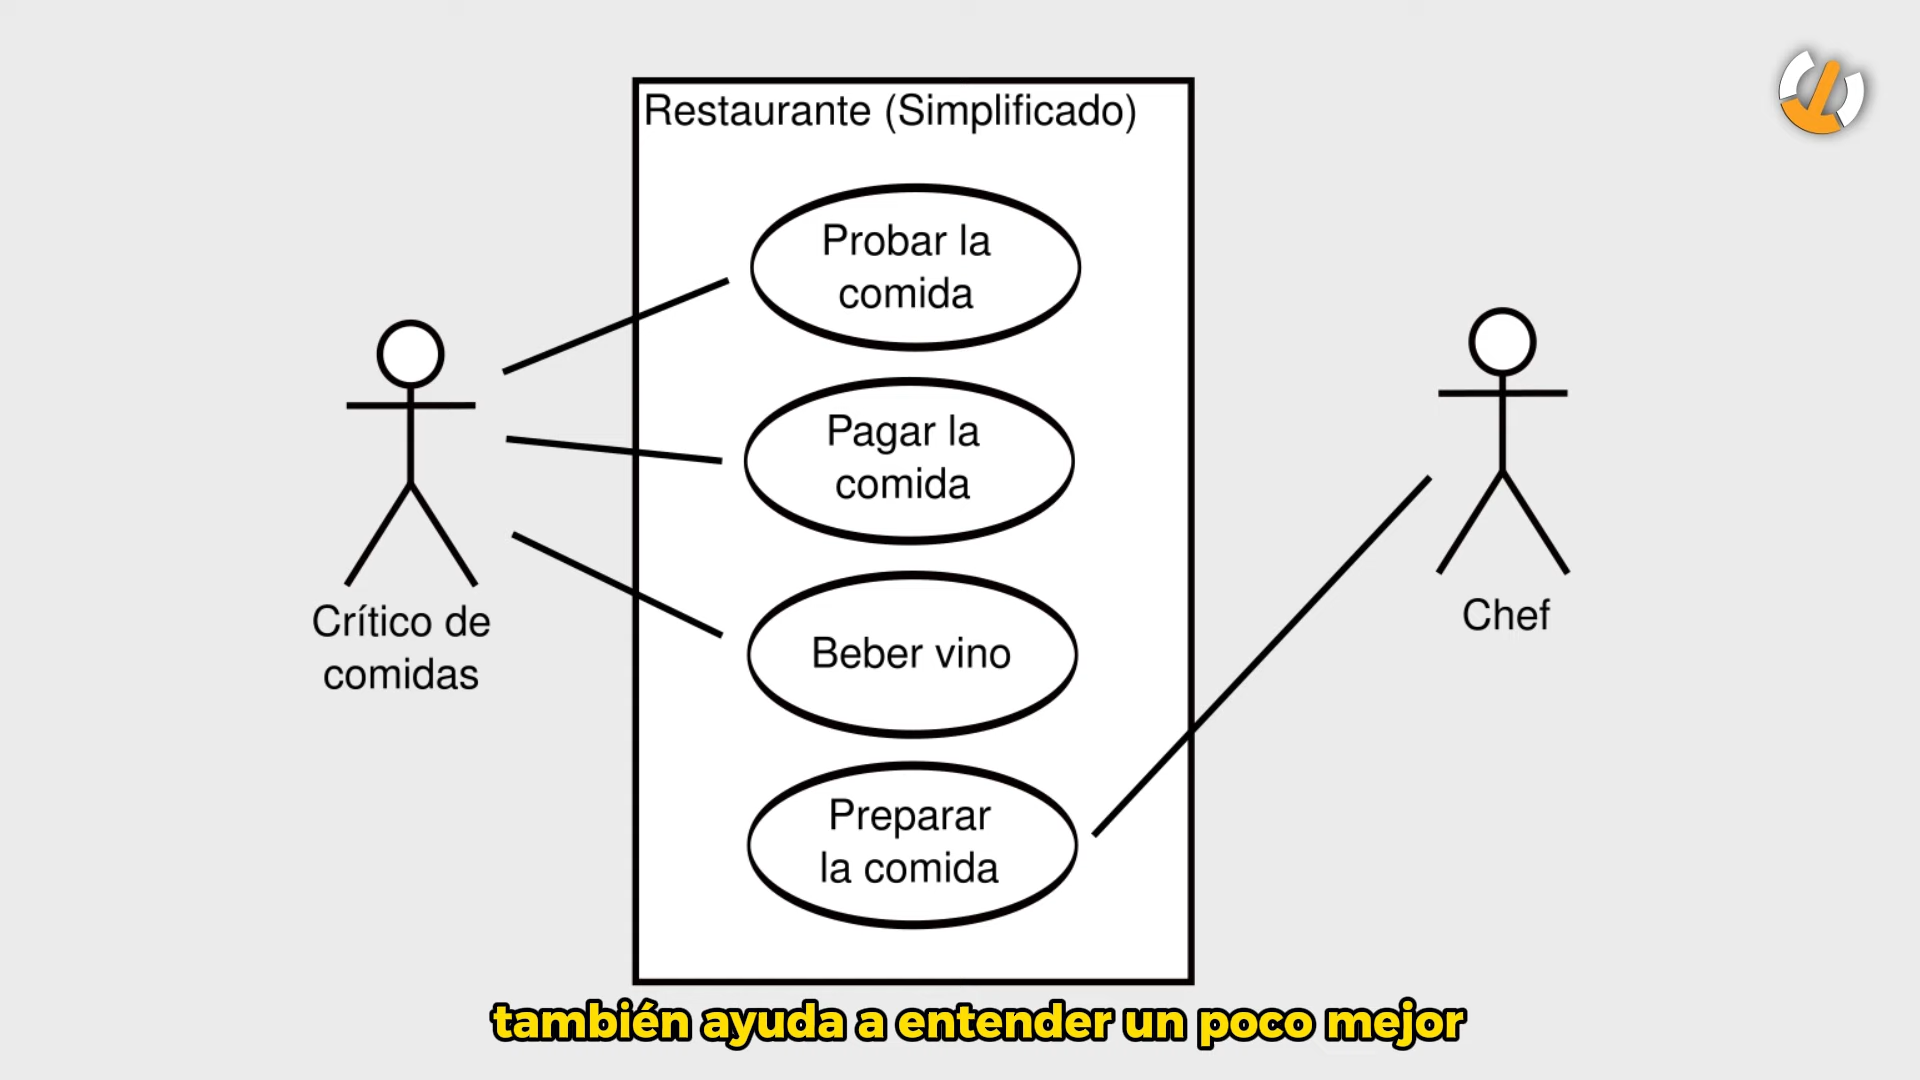 Restaurante (Simplificado)
Probar la
comida
Pagar la
comida
Beber vino
Preparar
la comida
Crítico de
comidas
Chef
también ayuda a entender un poco mejor